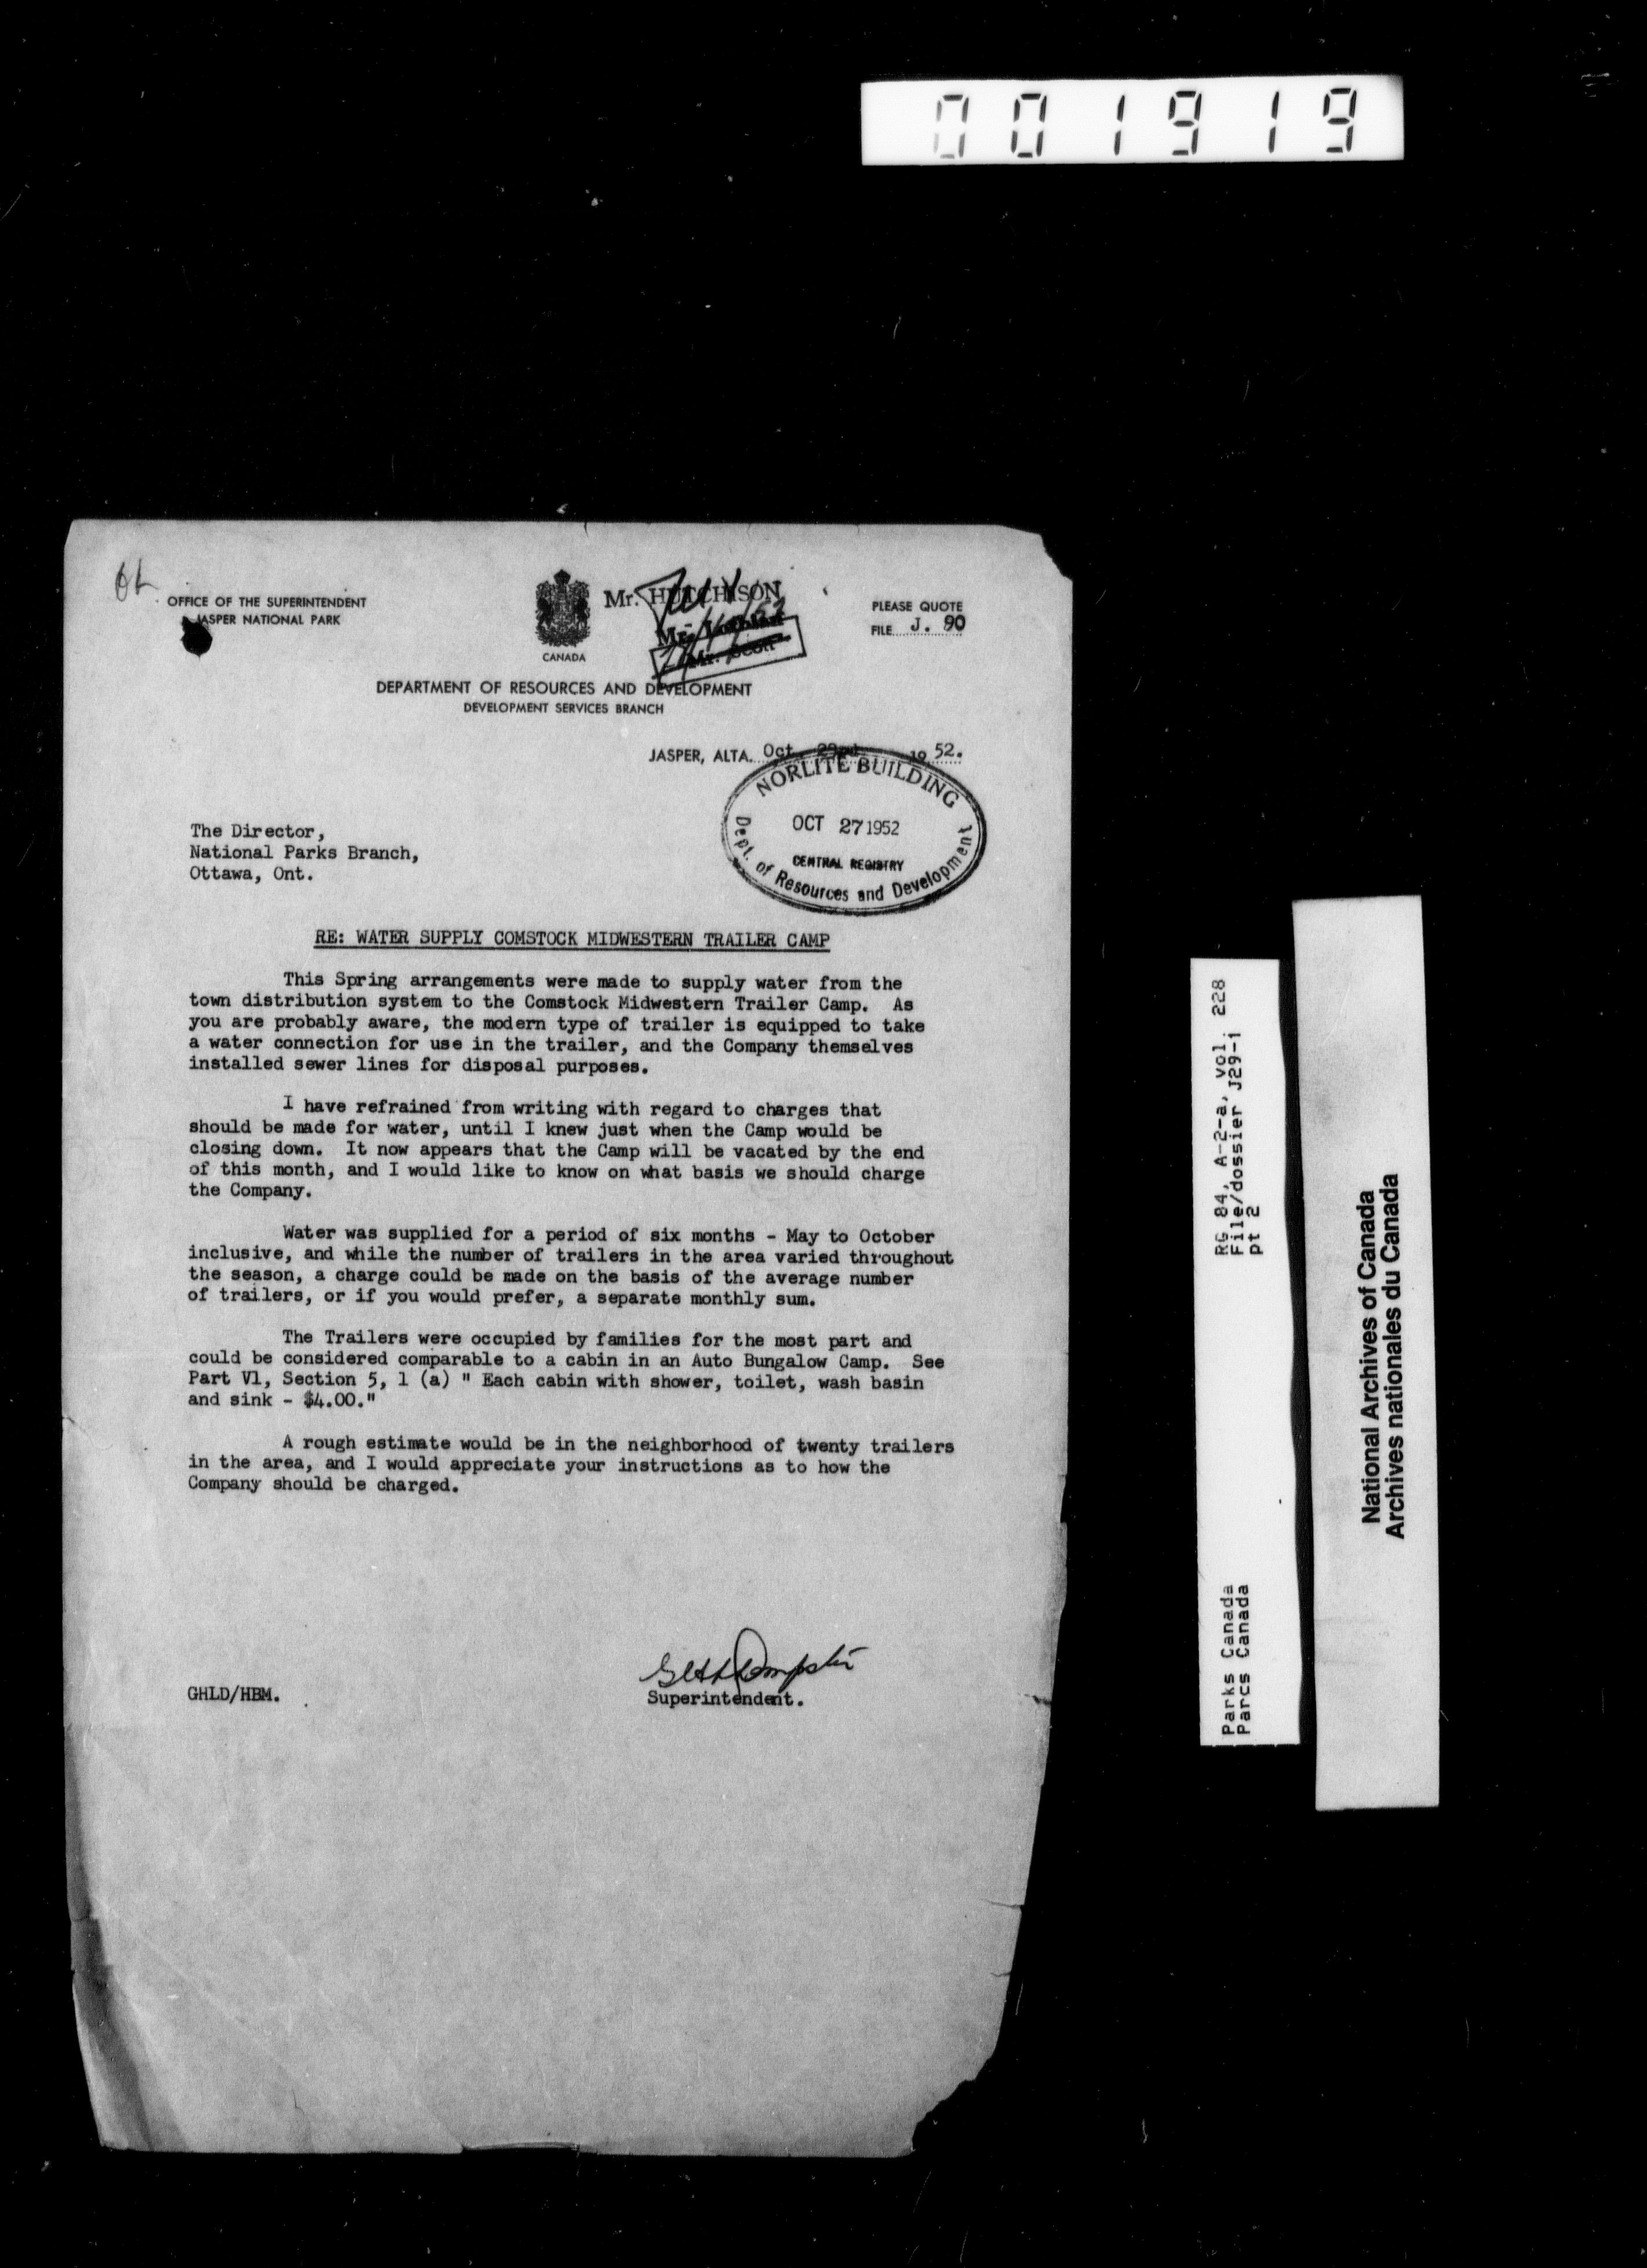 001919
OFFICE OF THE SUPERINTENDENT
JASPER NATIONAL PARK
CANADA
Mr. HUTCHISON
Mr. Scott
PLEASE QUOTE
FILE J. 90
DEPARTMENT OF RESOURCES AND DEVELOPMENT
DEVELOPMENT SERVICES BRANCH
JASPER, ALTA. Oct. 19 52.
NORLITE BUILDING
OCT 27 1952
CENTRAL REGISTRY
Dept. of Resources and Development
The Director,
National Parks Branch,
Ottawa, Ont.
RE: WATER SUPPLY COMSTOCK MIDWESTERN TRAILER CAMP
This Spring arrangements were made to supply water from the
town distribution system to the Comstock Midwestern Trailer Camp. As
you are probably aware, the modern type of trailer is equipped to take
a water connection for use in the trailer, and the Company themselves
installed sewer lines for disposal purposes.
I have refrained from writing with regard to charges that
should be made for water, until I knew just when the Camp would be
closing down. It now appears that the Camp will be vacated by the end
of this month, and I would like to know on what basis we should charge
the Company.
Water was supplied for a period of six months - May to October
inclusive, and while the number of trailers in the area varied throughout
the season, a charge could be made on the basis of the average number
of trailers, or if you would prefer, a separate monthly sum.
The Trailers were occupied by families for the most part and
could be considered comparable to a cabin in an Auto Bungalow Camp. See
Part V1, Section 5, 1 (a) " Each cabin with shower, toilet, wash basin
and sink - $4.00."
A rough estimate would be in the neighborhood of twenty trailers
in the area, and I would appreciate your instructions as to how the
Company should be charged.
GHLDempster
Superintendent.
GHLD/HBM.
RG 84, A-2-a, vol. 228
File/dossier J29-1
pt 2
Parks Canada
Parcs Canada
National Archives of Canada
Archives nationales du Canada